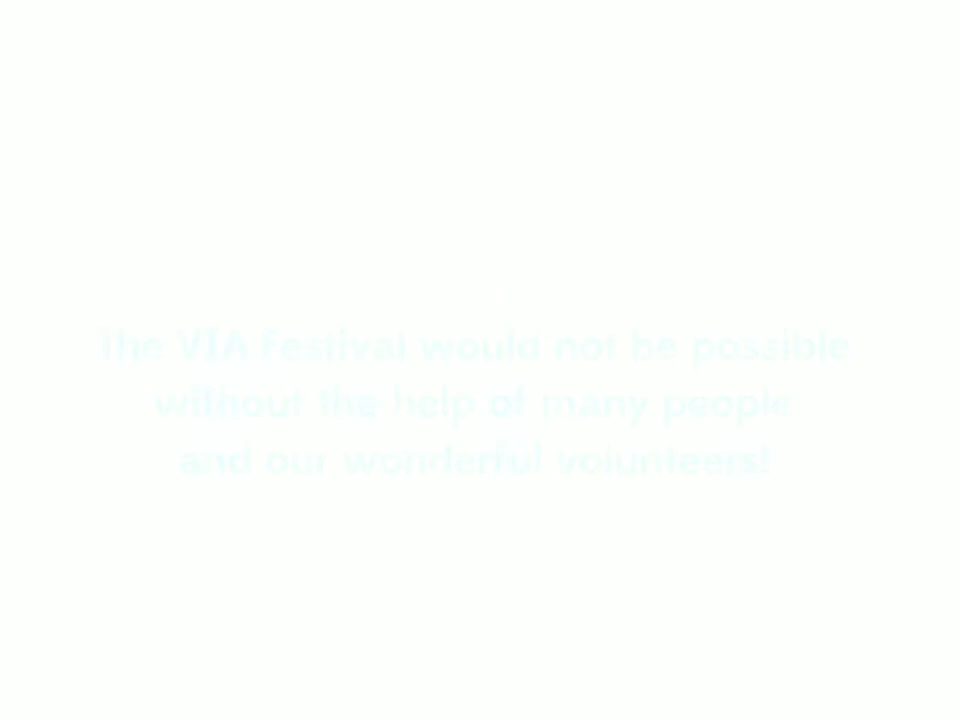 The VIA Festival would not be possible
without the help of many people
and our wonderful volunteers!